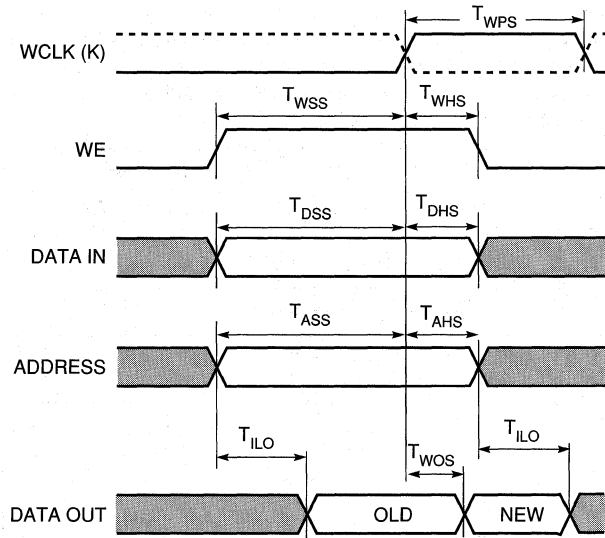 T_WPS
WCLK (K)
T_WSS T_WHS
WE
T_DSS T_DHS
DATA IN
T_ASS T_AHS
ADDRESS
T_ILO T_WOS T_ILO
DATA OUT OLD NEW